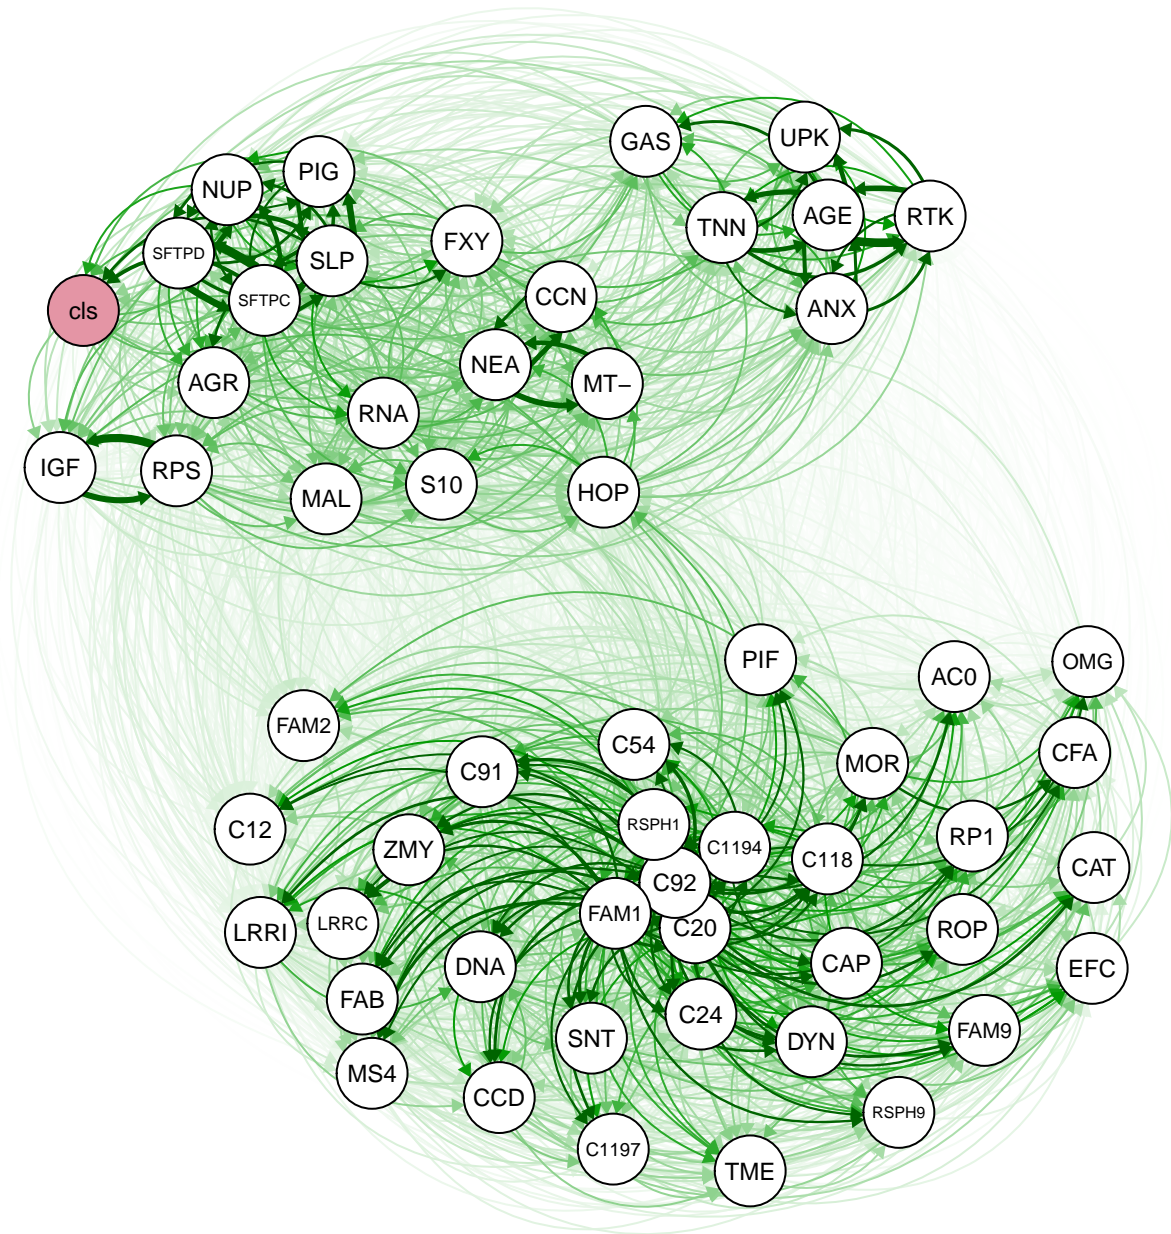 GAS
UPK
PIG
NUP
AGE
RTK
TNN
FXY
SFTPD
SLP
CCN
SFTPC
cls
ANX
NEA
MT–
AGR
RNA
IGF
RPS
S10
HOP
MAL
PIF
OMG
AC0
FAM2
C54
CFA
MOR
C91
RSPH1
C12
RP1
C1194
ZMY
C118
CAT
C92
FAM1
LRRC
C20
ROP
LRRI
CAP
DNA
EFC
FAB
C24
FAM9
SNT
DYN
MS4
CCD
RSPH9
C1197
TME